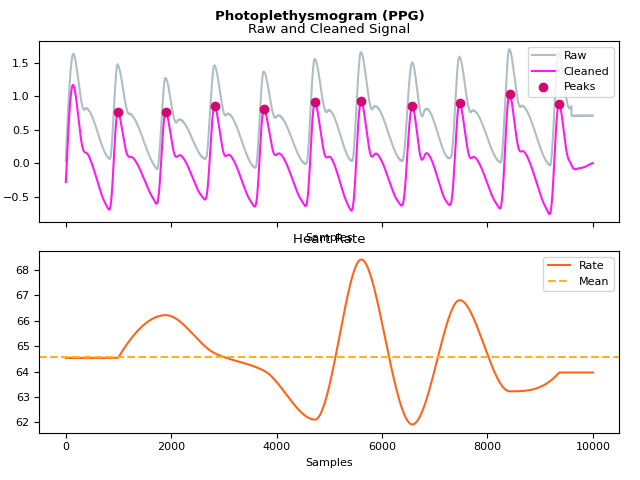 Photoplethysmogram (PPG)
Raw and Cleaned Signal
Raw
Cleaned
Peaks
1.5
1.0
0.5
0.0
−0.5
Samples
Heart Rate
Rate
Mean
68
67
66
65
64
63
62
0 2000 4000 6000 8000 10000
Samples